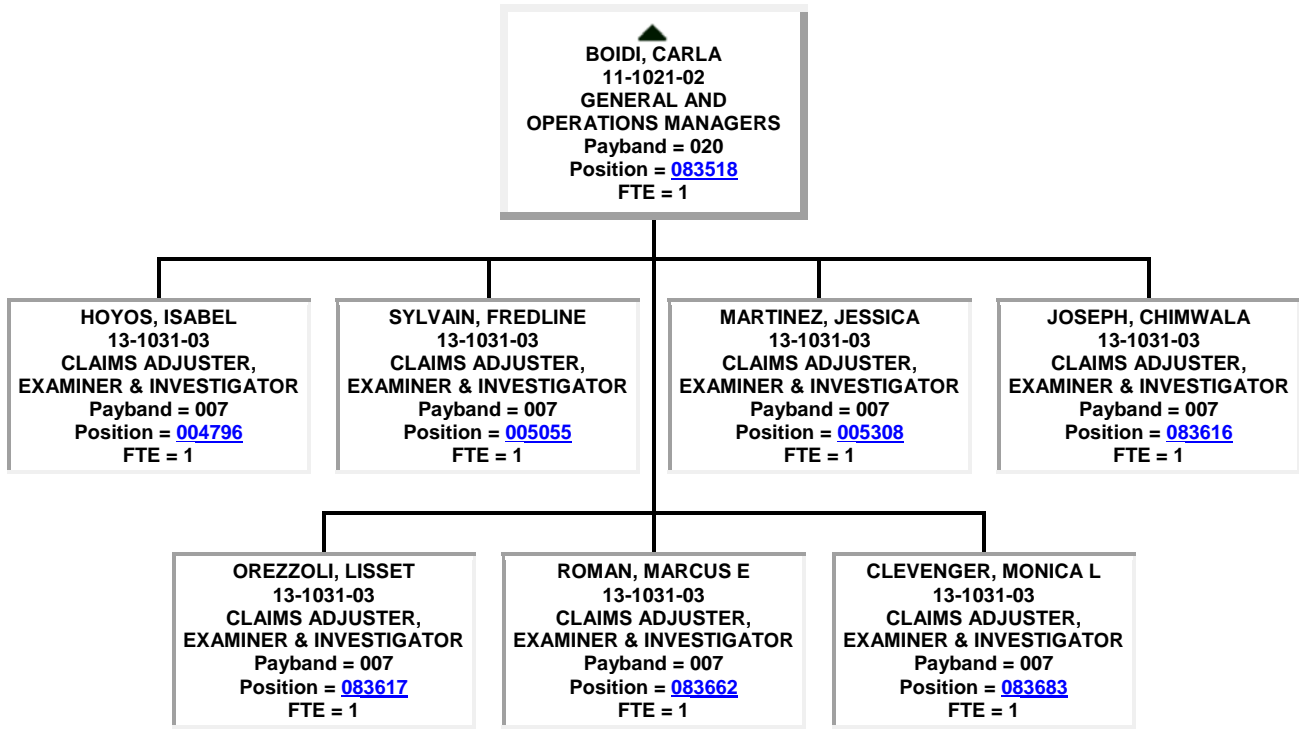 BOIDI, CARLA
11-1021-02
GENERAL AND
OPERATIONS MANAGERS
Payband = 020
Position = 083518
FTE = 1
HOYOS, ISABEL
13-1031-03
CLAIMS ADJUSTER,
EXAMINER & INVESTIGATOR
Payband = 007
Position = 004796
FTE = 1
SYLVAIN, FREDLINE
13-1031-03
CLAIMS ADJUSTER,
EXAMINER & INVESTIGATOR
Payband = 007
Position = 005055
FTE = 1
MARTINEZ, JESSICA
13-1031-03
CLAIMS ADJUSTER,
EXAMINER & INVESTIGATOR
Payband = 007
Position = 005308
FTE = 1
JOSEPH, CHIMWALA
13-1031-03
CLAIMS ADJUSTER,
EXAMINER & INVESTIGATOR
Payband = 007
Position = 083616
FTE = 1
OREZZOLI, LISSET
13-1031-03
CLAIMS ADJUSTER,
EXAMINER & INVESTIGATOR
Payband = 007
Position = 083617
FTE = 1
ROMAN, MARCUS E
13-1031-03
CLAIMS ADJUSTER,
EXAMINER & INVESTIGATOR
Payband = 007
Position = 083662
FTE = 1
CLEVENGER, MONICA L
13-1031-03
CLAIMS ADJUSTER,
EXAMINER & INVESTIGATOR
Payband = 007
Position = 083683
FTE = 1